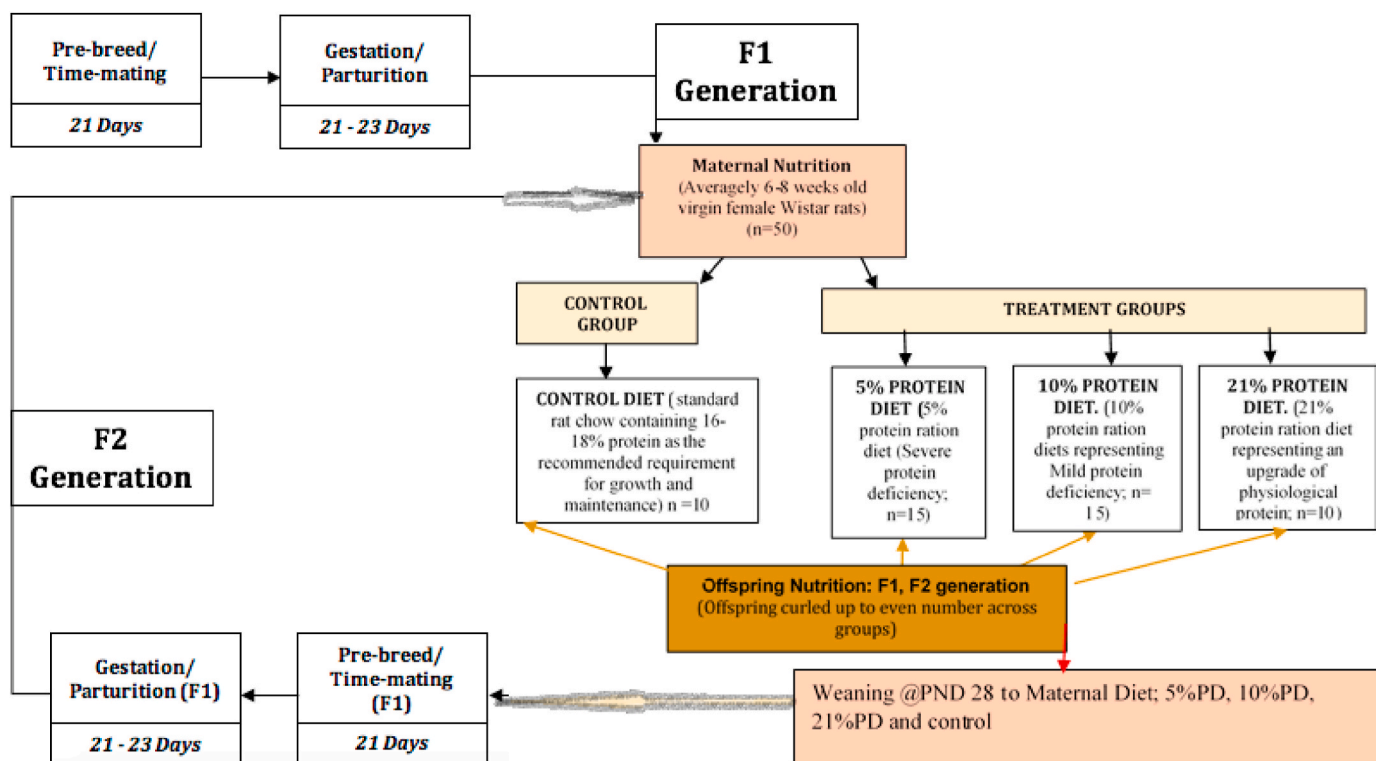 Pre-breed/
Time-mating
21 Days
Gestation/
Parturition
21 - 23 Days
F1
Generation
Maternal Nutrition
(Averagely 6-8 weeks old
virgin female Wistar rats)
(n=50)
CONTROL
GROUP
TREATMENT GROUPS
CONTROL DIET (standard
rat chow containing 16-
18% protein as the
recommended requirement
for growth and
maintenance) n =10
5% PROTEIN
DIET (5%
protein ration
diet (Severe
protein
deficiency;
n=15)
10% PROTEIN
DIET. (10%
protein ration
diets representing
Mild protein
deficiency; n=
15)
21% PROTEIN
DIET. (21%
protein ration diet
representing an
upgrade of
physiological
protein; n=10)
F2
Generation
Offspring Nutrition: F1, F2 generation
(Offspring curled up to even number across
groups)
Gestation/
Parturition (F1)
21 - 23 Days
Pre-breed/
Time-mating
(F1)
21 Days
Weaning @PND 28 to Maternal Diet; 5%PD, 10%PD,
21%PD and control